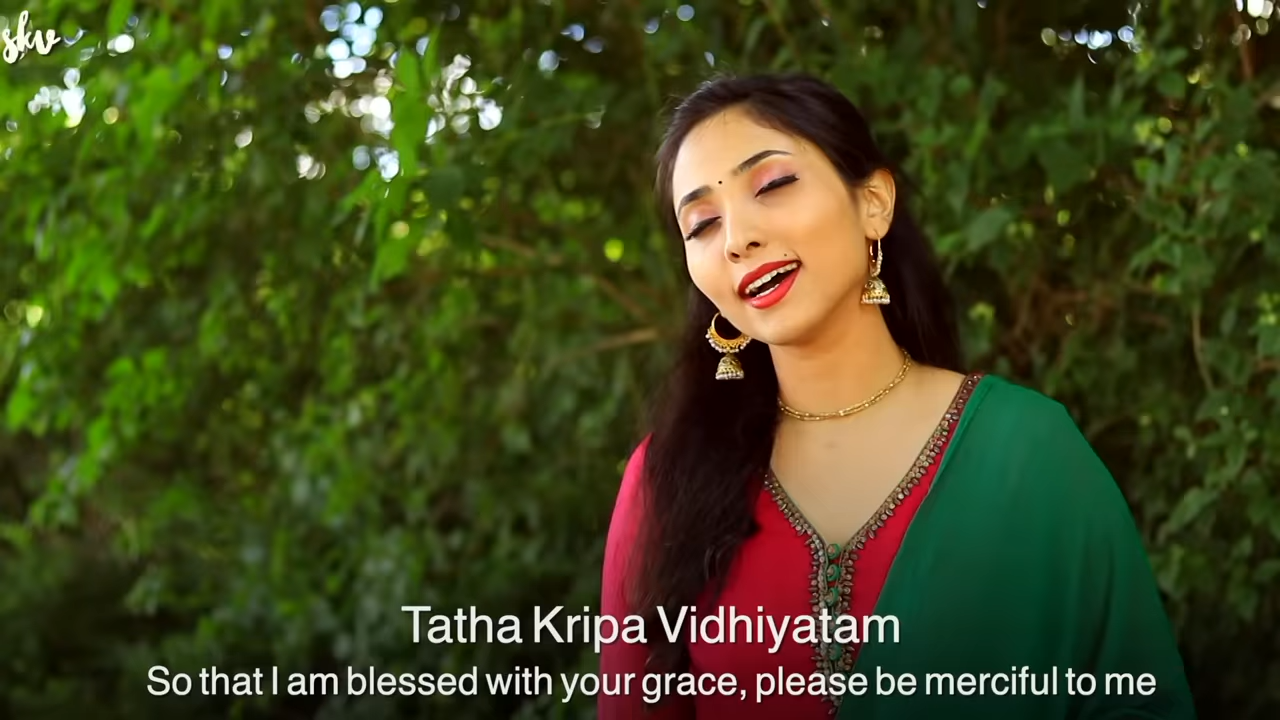 skv
Tatha Kripa Vidhiyatam
So that I am blessed with your grace, please be merciful to me